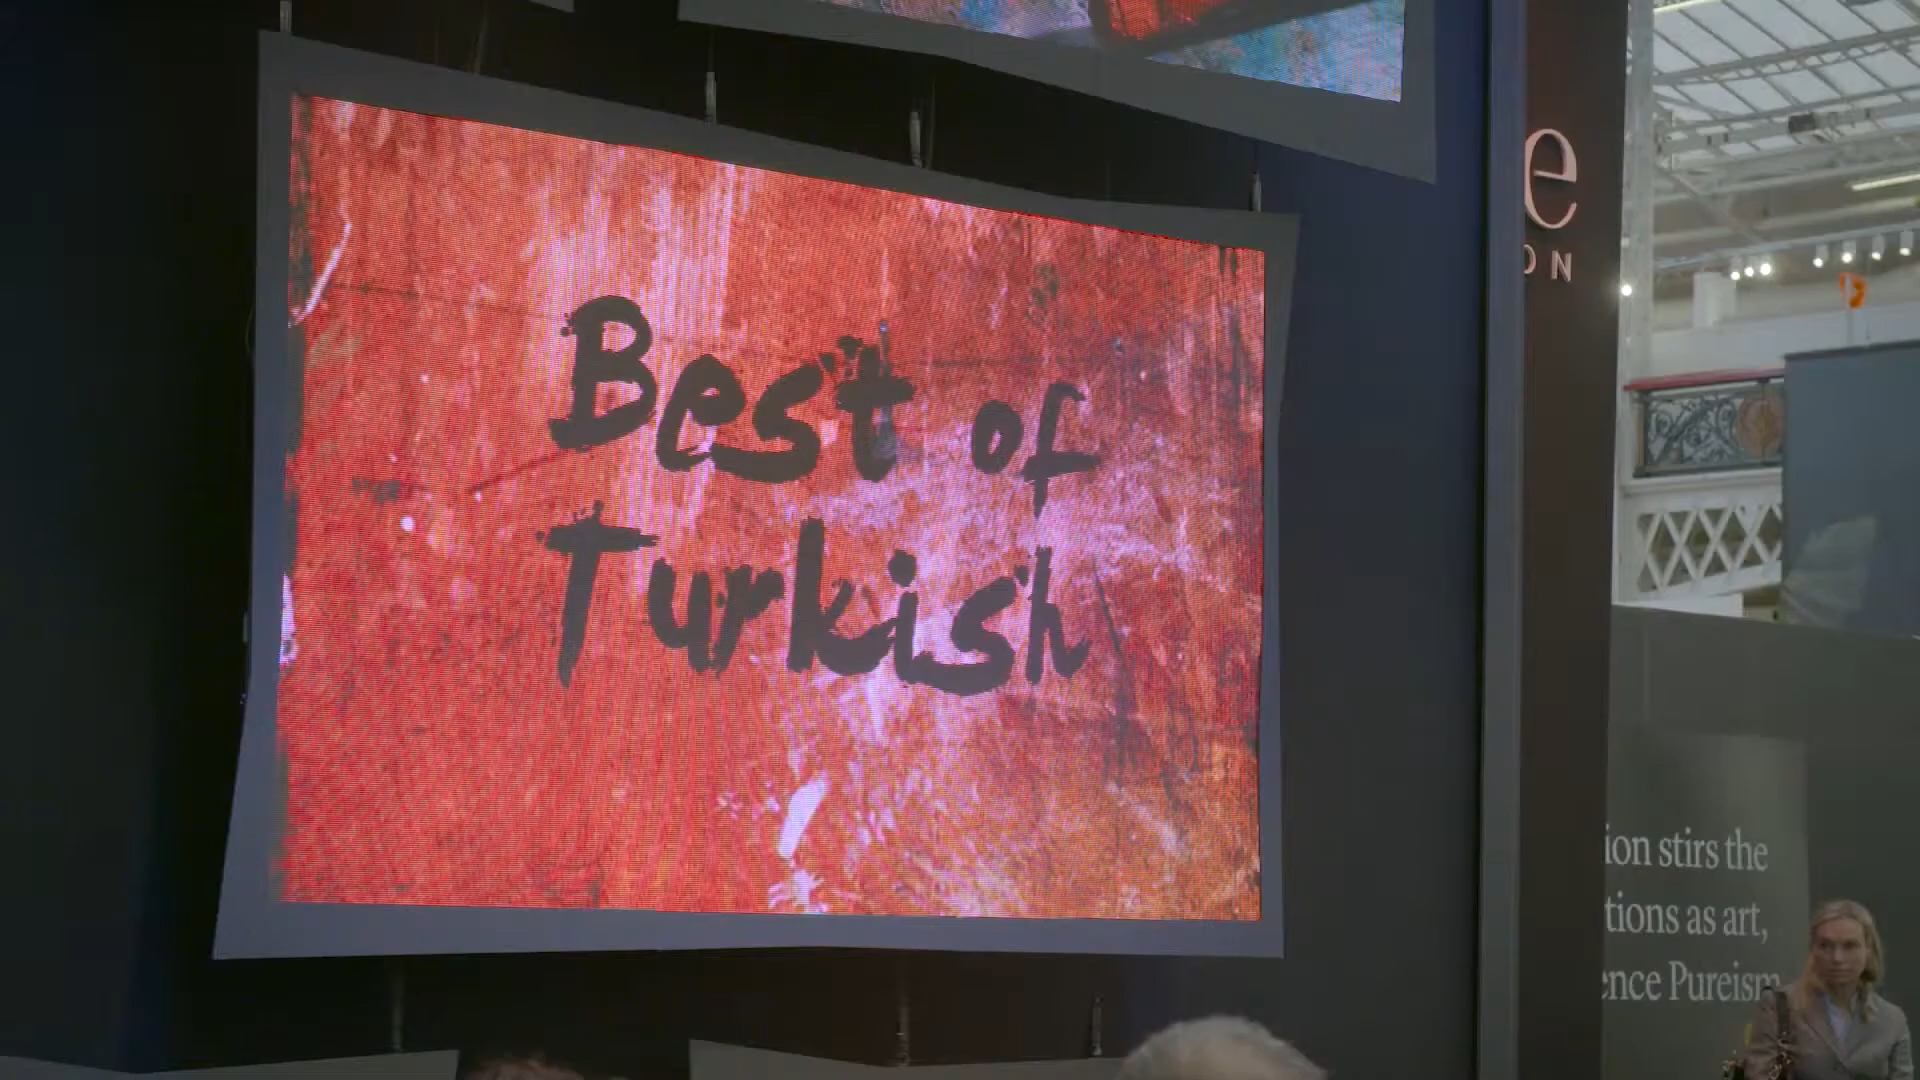 Best of
Turkish
e
ON
ion stirs the
tions as art,
ence Pureism